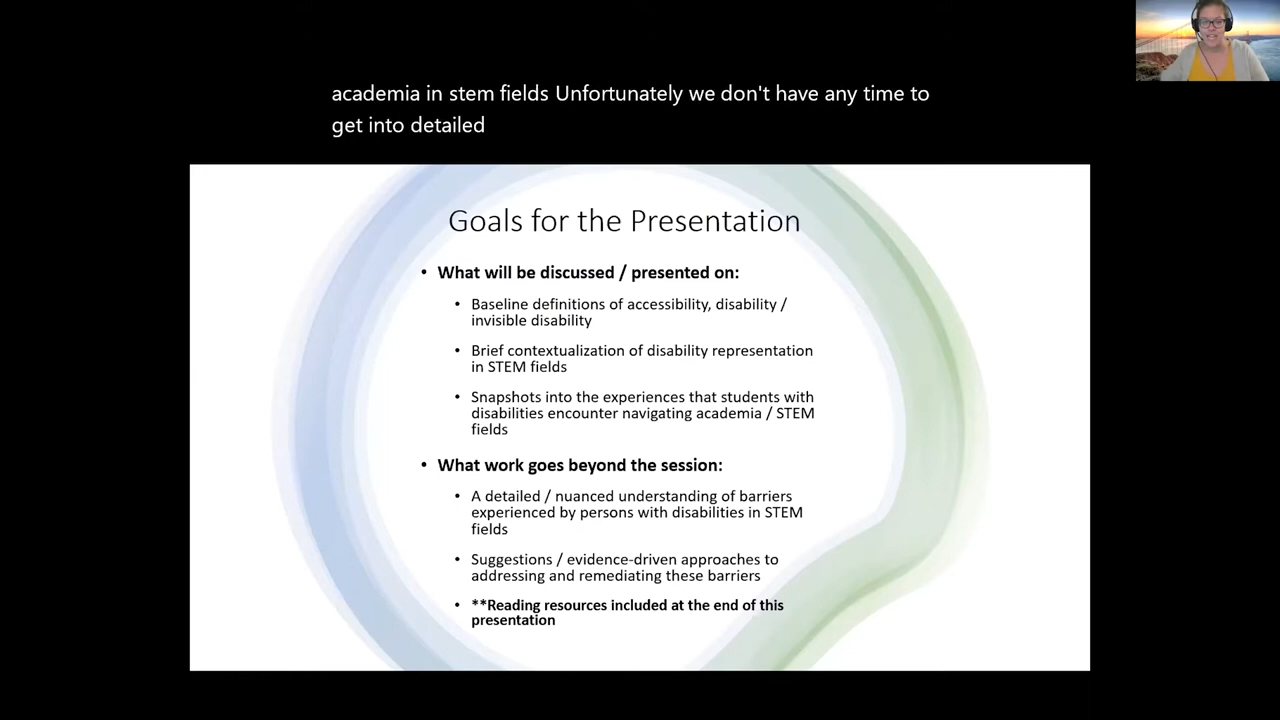 academia in stem fields Unfortunately we don't have any time to
get into detailed
Goals for the Presentation
• What will be discussed / presented on:
• Baseline definitions of accessibility, disability /
invisible disability
• Brief contextualization of disability representation
in STEM fields
• Snapshots into the experiences that students with
disabilities encounter navigating academia / STEM
fields
• What work goes beyond the session:
• A detailed / nuanced understanding of barriers
experienced by persons with disabilities in STEM
fields
• Suggestions / evidence-driven approaches to
addressing and remediating these barriers
• **Reading resources included at the end of this
presentation